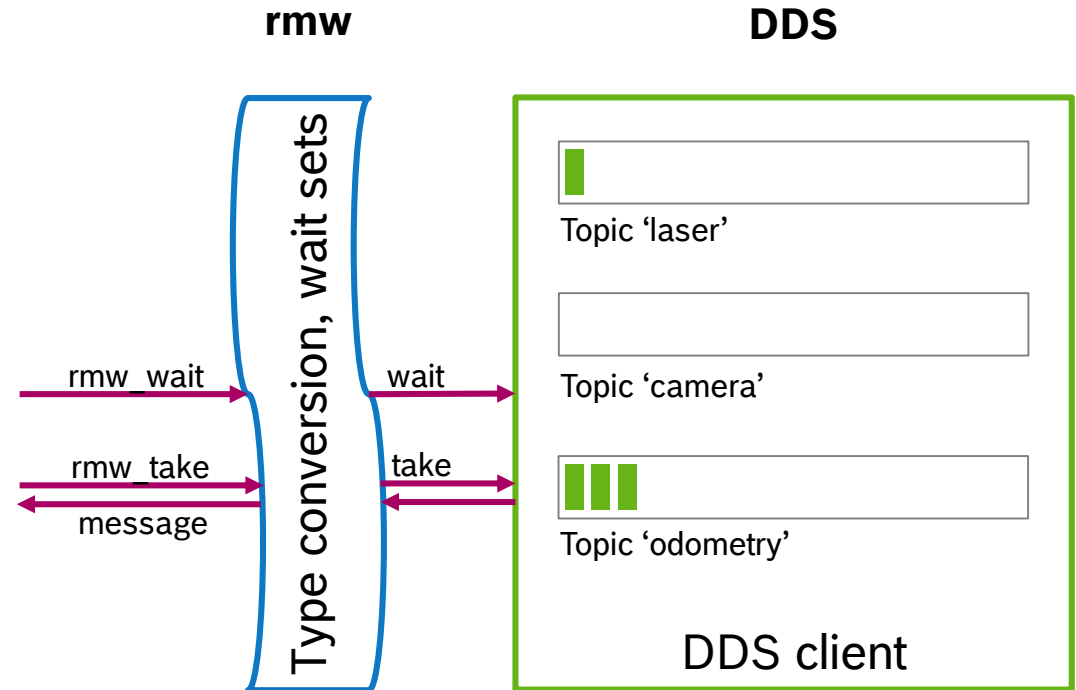 rmw
DDS
Type conversion, wait sets
Topic ‘laser’
rmw_wait
wait
Topic ‘camera’
rmw_take
take
message
Topic ‘odometry’
DDS client